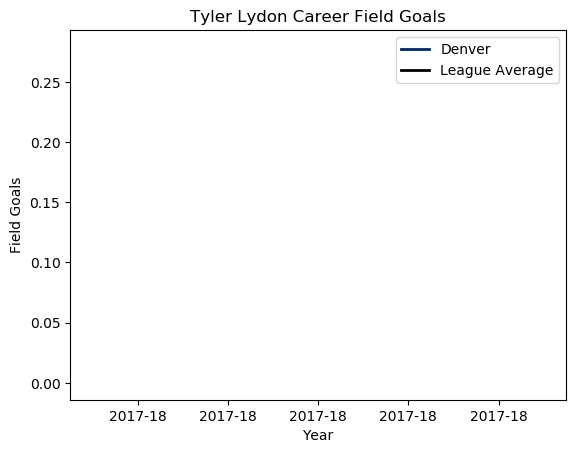 Tyler Lydon Career Field Goals
Denver
League Average
0.25
0.20
0.15
0.10
0.05
0.00
Field Goals
2017-18 2017-18 2017-18 2017-18 2017-18
Year